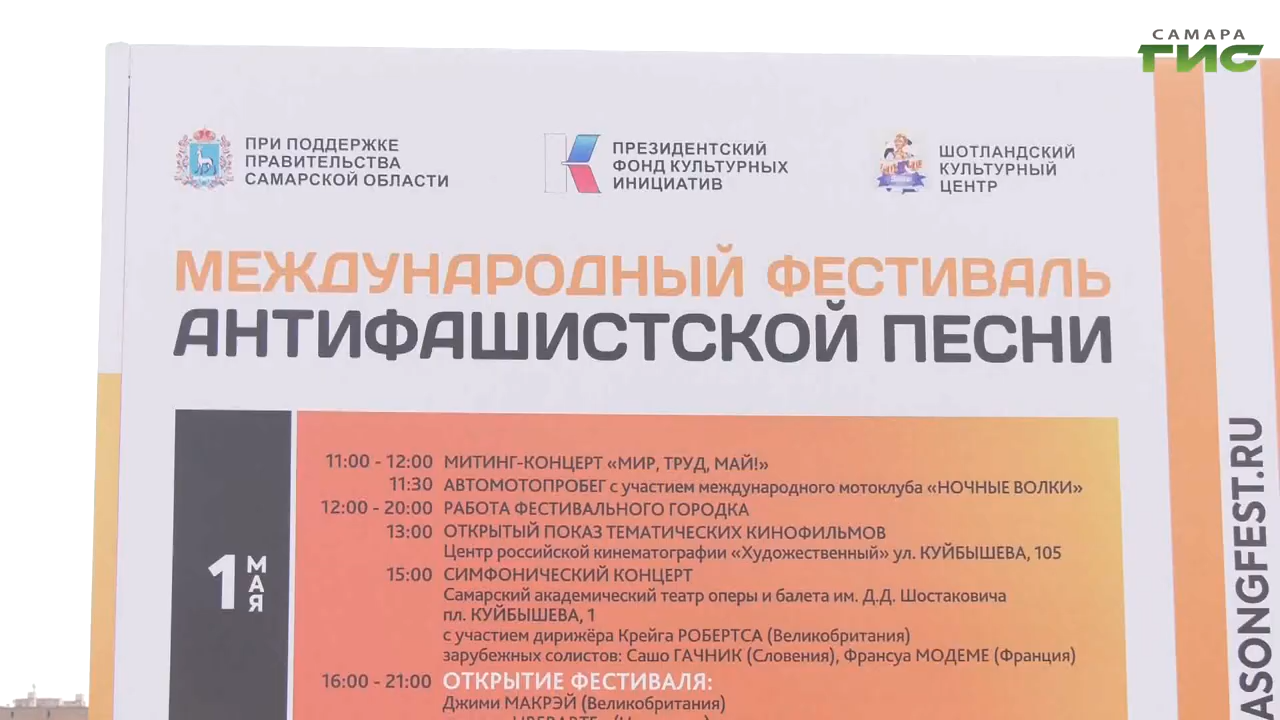 САМАРА
ГИС
ПРИ ПОДДЕРЖКЕ
ПРАВИТЕЛЬСТВА
САМАРСКОЙ ОБЛАСТИ
ПРЕЗИДЕНТСКИЙ
ФОНД КУЛЬТУРНЫХ
ИНИЦИАТИВ
ШОТЛАНДСКИЙ
КУЛЬТУРНЫЙ
ЦЕНТР
МЕЖДУНАРОДНЫЙ ФЕСТИВАЛЬ
АНТИФАШИСТСКОЙ ПЕСНИ
1 МАЯ
11:00 - 12:00 МИТИНГ-КОНЦЕРТ «МИР, ТРУД, МАЙ!»
11:30 АВТОМОТОПРОБЕГ с участием международного мотоклуба «НОЧНЫЕ ВОЛКИ»
12:00 - 20:00 РАБОТА ФЕСТИВАЛЬНОГО ГОРОДКА
13:00 ОТКРЫТЫЙ ПОКАЗ ТЕМАТИЧЕСКИХ КИНОФИЛЬМОВ
Центр российской кинематографии «Художественный» ул. КУЙБЫШЕВА, 105
15:00 СИМФОНИЧЕСКИЙ КОНЦЕРТ
Самарский академический театр оперы и балета им. Д.Д. Шостаковича
пл. КУЙБЫШЕВА, 1
с участием дирижёра Крейга РОБЕРТСА (Великобритания)
зарубежных солистов: Сашо ГАЧНИК (Словения), Франсуа МОДЕМЕ (Франция)
16:00 - 21:00 ОТКРЫТИЕ ФЕСТИВАЛЯ:
Джими МАКРЭЙ (Великобритания)
ASONGFEST.RU